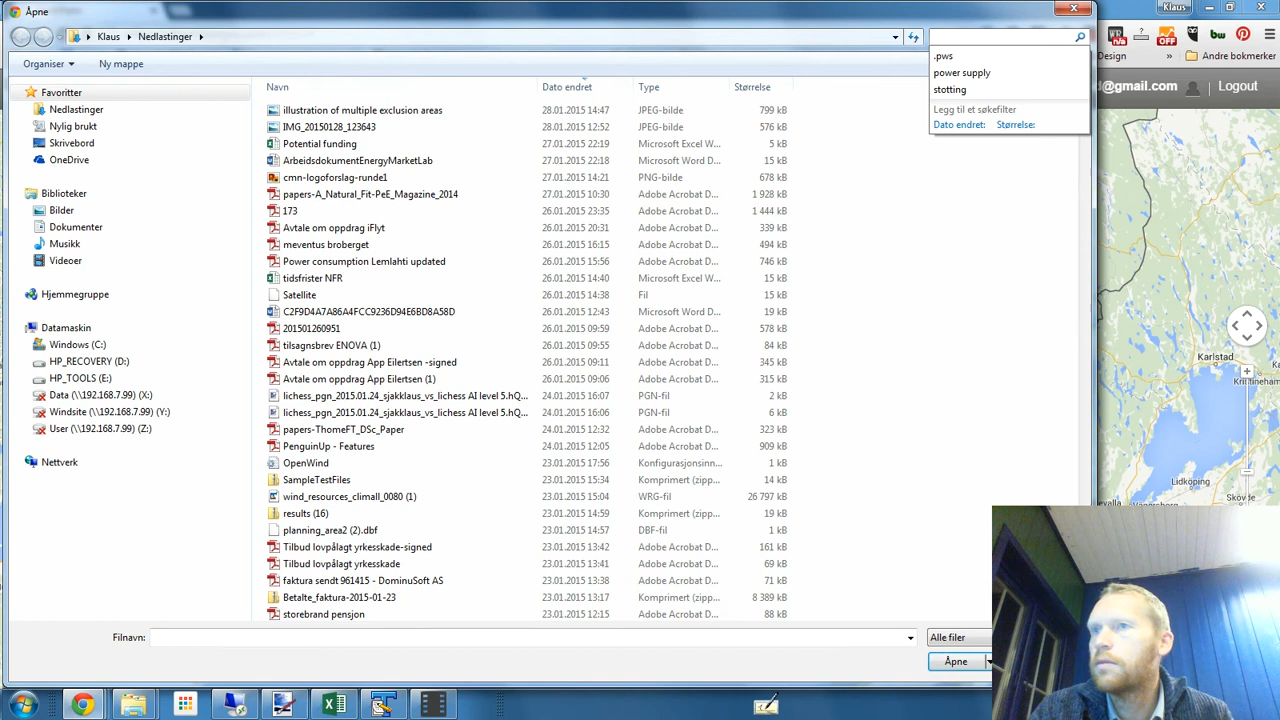 Åpne
Klaus
Klaus
Nedlastinger
Organiser
Ny mappe
.pws
power supply
stotting
Legg til et søkefilter
Dato endret:
Størrelse:
Design
»
Andre bokmerker
d@gmail.com
Logout
Navn
Dato endret
Type
Størrelse
Favoritter
Nedlastinger
Nylig brukt
Skrivebord
OneDrive
Biblioteker
Bilder
Dokumenter
Musikk
Videoer
Hjemmegruppe
Datamaskin
Windows (C:)
HP_RECOVERY (D:)
HP_TOOLS (E:)
Data (\\192.168.7.99) (X:)
Windsite (\\192.168.7.99) (Y:)
User (\\192.168.7.99) (Z:)
Nettverk
illustration of multiple exclusion areas 28.01.2015 14:47 JPEG-bilde 799 kB
IMG_20150128_123643 28.01.2015 12:52 JPEG-bilde 576 kB
Potential funding 27.01.2015 22:19 Microsoft Excel W... 5 kB
ArbeidsdokumentEnergyMarketLab 27.01.2015 22:18 Microsoft Word D... 15 kB
cmn-logoforslag-runde1 27.01.2015 14:21 PNG-bilde 678 kB
papers-A_Natural_Fit-PeE_Magazine_2014 27.01.2015 10:30 Adobe Acrobat D... 1 928 kB
173 26.01.2015 23:35 Adobe Acrobat D... 1 444 kB
Avtale om oppdrag iFlyt 26.01.2015 20:31 Adobe Acrobat D... 339 kB
meventus broberget 26.01.2015 16:15 Adobe Acrobat D... 494 kB
Power consumption Lemlahti updated 26.01.2015 15:56 Adobe Acrobat D... 746 kB
tidsfrister NFR 26.01.2015 14:40 Microsoft Excel W... 15 kB
Satellite 26.01.2015 14:38 Fil 15 kB
C2F9D4A7A86A4FCC9236D94E6BD8A58D 26.01.2015 12:43 Microsoft Word D... 19 kB
201501260951 26.01.2015 09:59 Adobe Acrobat D... 578 kB
tilsagnsbrev ENOVA (1) 26.01.2015 09:55 Adobe Acrobat D... 84 kB
Avtale om oppdrag App Eilertsen -signed 26.01.2015 09:11 Adobe Acrobat D... 345 kB
Avtale om oppdrag App Eilertsen (1) 26.01.2015 09:06 Adobe Acrobat D... 315 kB
lichess_pgn_2015.01.24_sjakklaus_vs_lichess AI level 5.hQ... 24.01.2015 16:07 PGN-fil 2 kB
lichess_pgn_2015.01.24_sjakklaus_vs_lichess AI level 5.hQ... 24.01.2015 16:06 PGN-fil 6 kB
papers-ThomeFT_DSc_Paper 24.01.2015 12:32 Adobe Acrobat D... 323 kB
PenguinUp - Features 24.01.2015 12:05 Adobe Acrobat D... 909 kB
OpenWind 23.01.2015 17:56 Konfigurasjonsinn... 1 kB
SampleTestFiles 23.01.2015 15:34 Komprimert (zipp... 14 kB
wind_resources_climall_0080 (1) 23.01.2015 15:04 WRG-fil 26 797 kB
results (16) 23.01.2015 14:59 Komprimert (zipp... 19 kB
planning_area2 (2).dbf 23.01.2015 14:57 DBF-fil 1 kB
Tilbud lovpålagt yrkesskade-signed 23.01.2015 13:42 Adobe Acrobat D... 161 kB
Tilbud lovpålagt yrkesskade 23.01.2015 13:41 Adobe Acrobat D... 69 kB
faktura sendt 961415 - DominuSoft AS 23.01.2015 13:38 Adobe Acrobat D... 71 kB
Betalte_faktura-2015-01-23 23.01.2015 13:17 Komprimert (zipp... 8 389 kB
storebrand pensjon 23.01.2015 12:15 Adobe Acrobat D... 88 kB
Filnavn:
Alle filer
Åpne
Karlstad
Lidköping